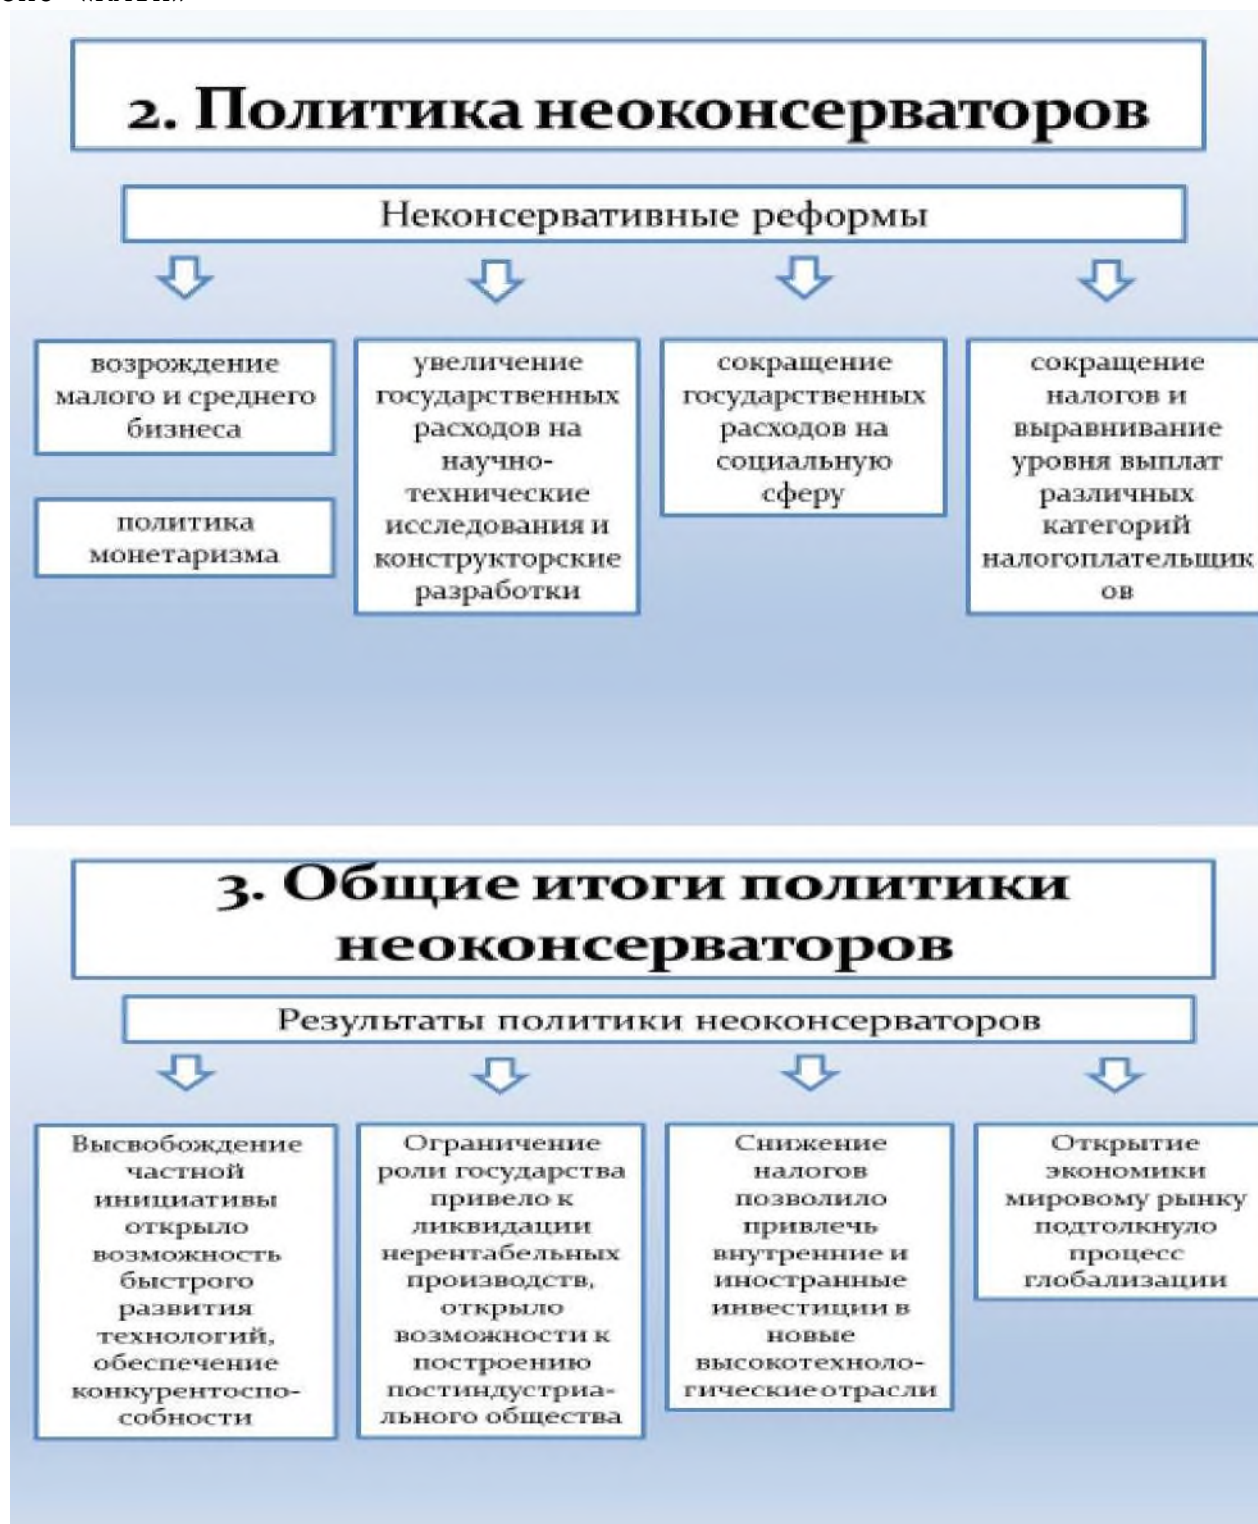 2. Политика неоконсерваторов
Неконсервативные реформы
возрождение
малого и среднего
бизнеса
политика
монетаризма
увеличение
государственных
расходов на
научно-
технические
исследования и
конструкторские
разработки
сокращение
государственных
расходов на
социальную
сферу
сокращение
налогов и
выравнивание
уровня выплат
различных
категорий
налогоплательщик
ов
3. Общие итоги политики
неоконсерваторов
Результаты политики неоконсерваторов
Высвобождение
частной
инициативы
открыло
возможность
быстрого
развития
технологий,
обеспечение
конкурентоспо-
собности
Ограничение
роли государства
привело к
ликвидации
нерентабельных
производств,
открыло
возможности к
построению
постиндустриа-
льного общества
Снижение
налогов
позволило
привлечь
внутренние и
иностранные
инвестиции в
новые
высокотехноло-
гические отрасли
Открытие
экономики
мировому рынку
подтолкнуло
процесс
глобализации